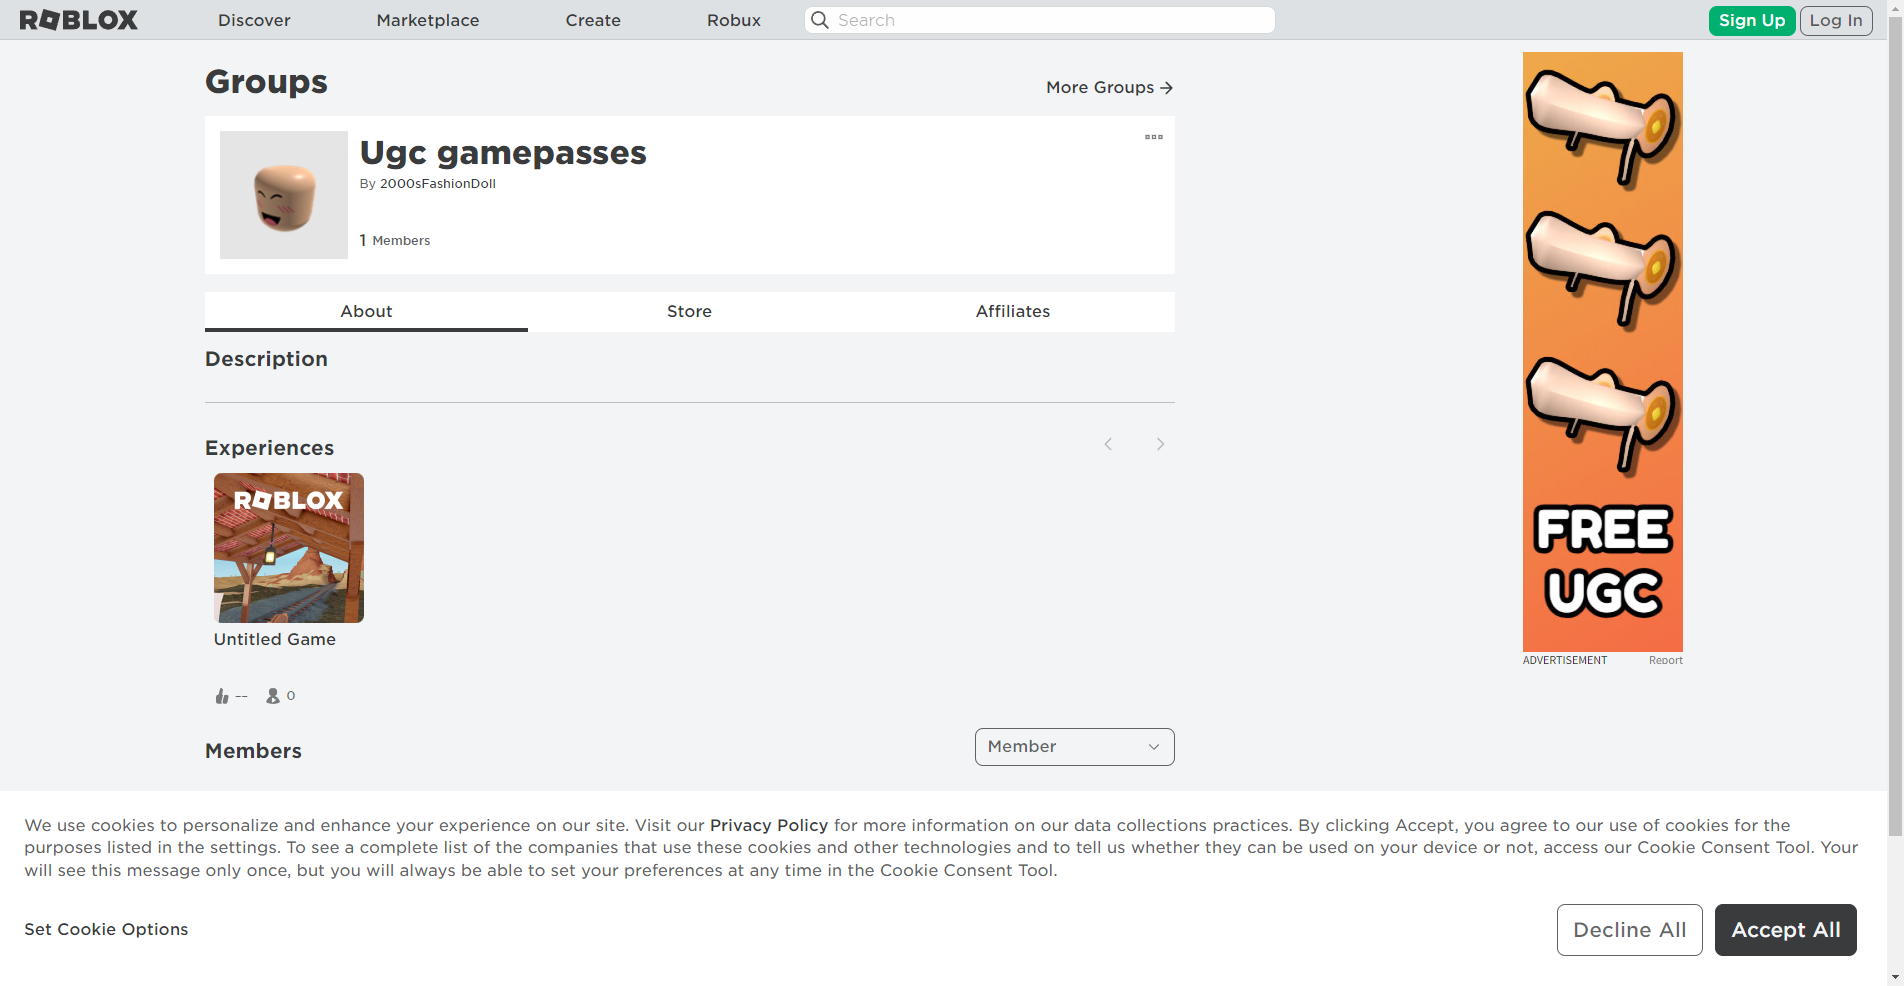 ROBLOX
Discover
Marketplace
Create
Robux
Search
Sign Up
Log In
Groups
More Groups
Ugc gamepasses
By 2000sFashionDoll
1 Members
About
Store
Affiliates
Description
Experiences
ROBLOX
Untitled Game
--
0
Members
Member
FREE
UGC
ADVERTISEMENT
Report
We use cookies to personalize and enhance your experience on our site. Visit our Privacy Policy for more information on our data collections practices. By clicking Accept, you agree to our use of cookies for the
purposes listed in the settings. To see a complete list of the companies that use these cookies and other technologies and to tell us whether they can be used on your device or not, access our Cookie Consent Tool. Your
will see this message only once, but you will always be able to set your preferences at any time in the Cookie Consent Tool.
Set Cookie Options
Decline All
Accept All